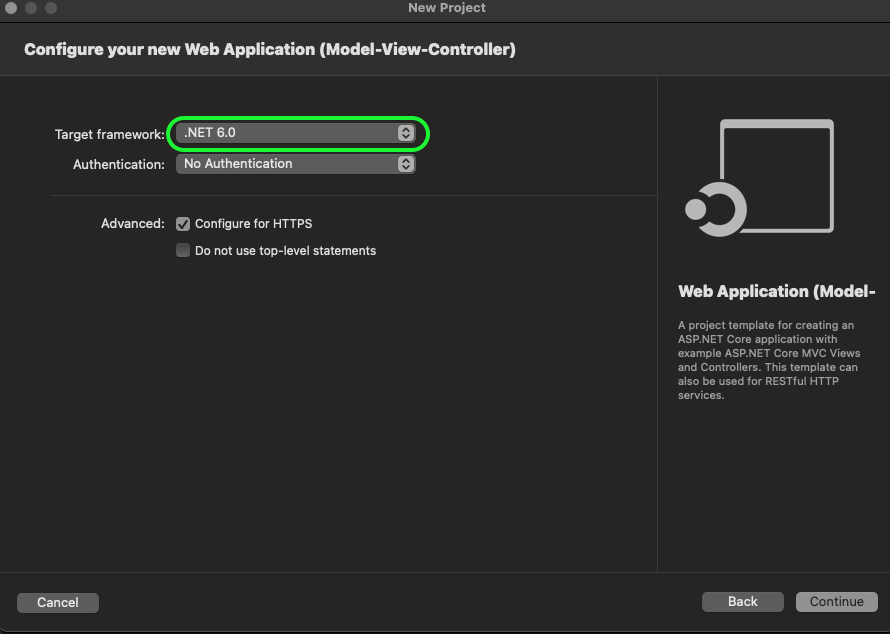 New Project
Configure your new Web Application (Model-View-Controller)
Target framework: .NET 6.0
Authentication: No Authentication
Advanced: Configure for HTTPS
Do not use top-level statements
Web Application (Model-
A project template for creating an
ASP.NET Core application with
example ASP.NET Core MVC Views
and Controllers. This template can
also be used for RESTful HTTP
services.
Cancel
Back
Continue